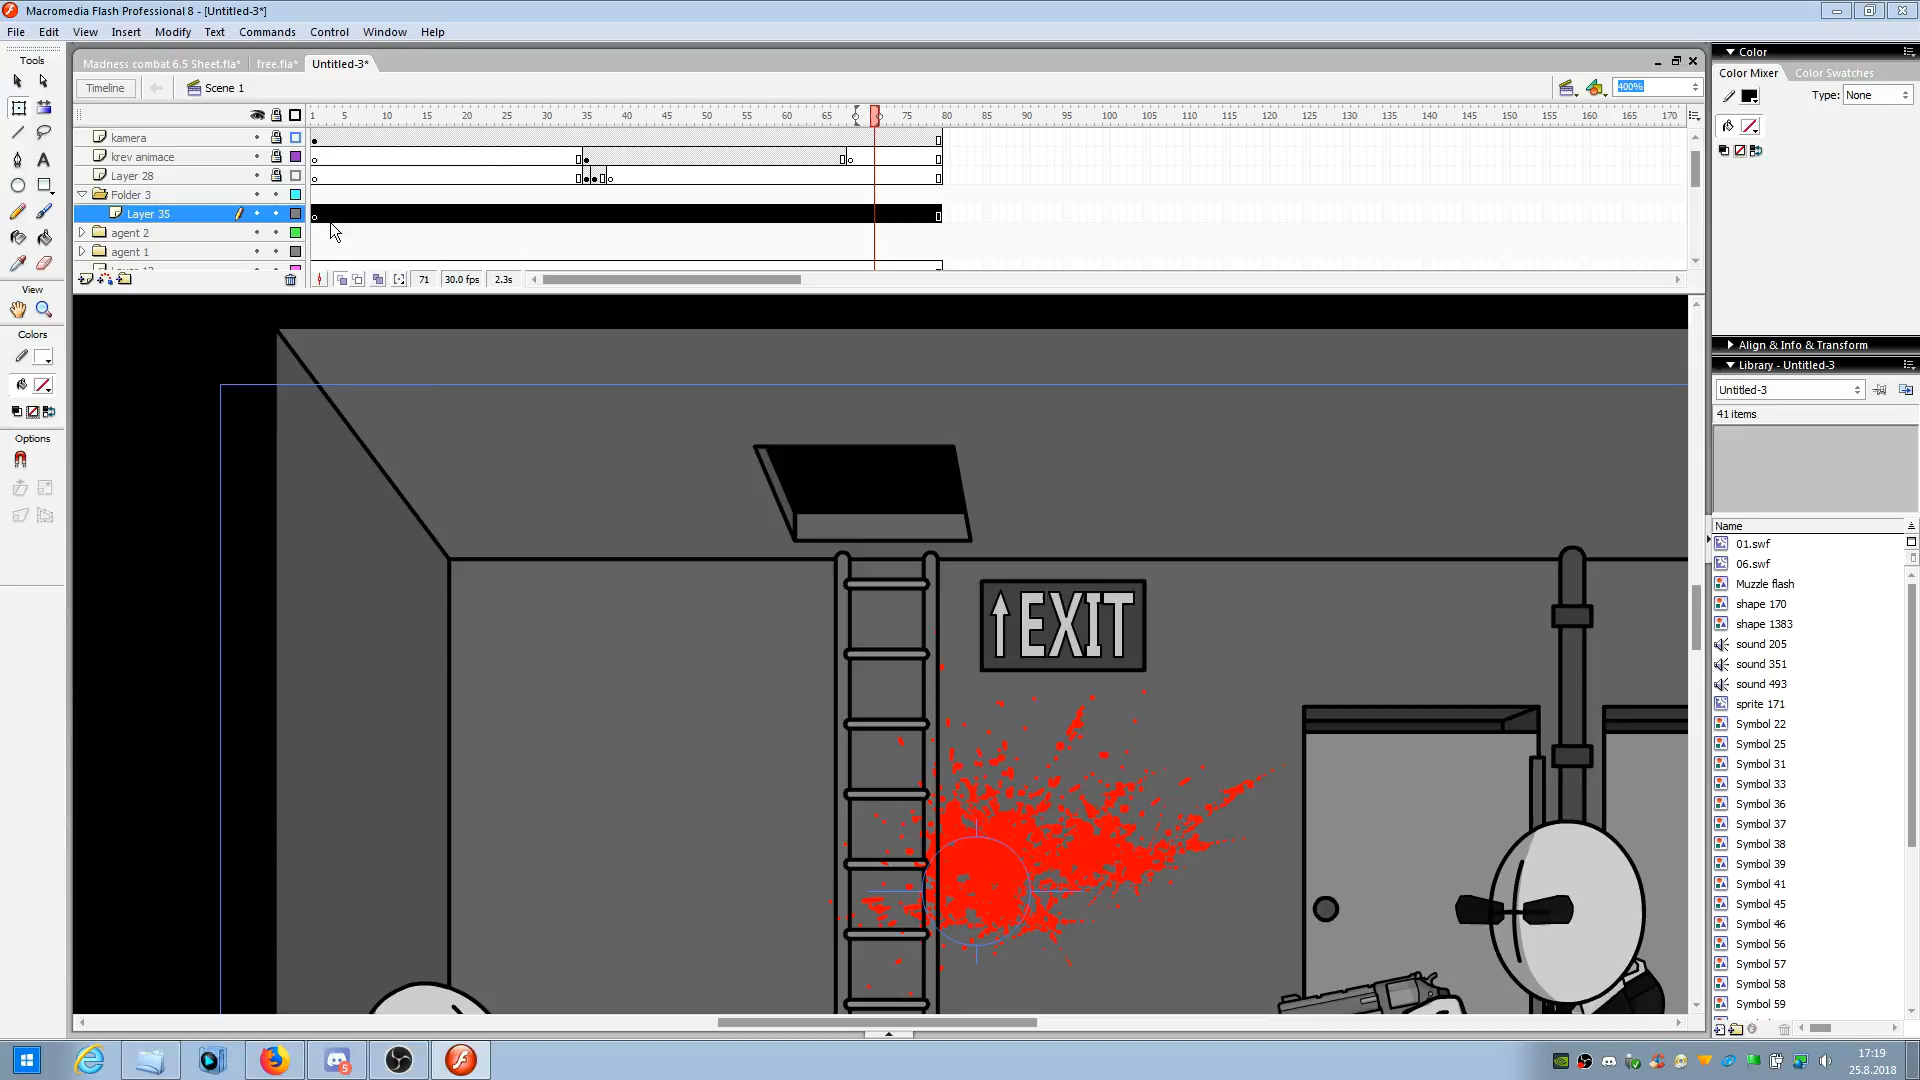 Macromedia Flash Professional 8 - [Untitled-3*]
File Edit View Insert Modify Text Commands Control Window Help
Tools
View
Colors
Options
Madness combat 6.5 Sheet.fla* free.fla* Untitled-3*
Timeline Scene 1 400%
1 5 10 15 20 25 30 35 40 45 50 55 60 65 75 80 85 90 95 100 105 110 115 120 125 130 135 140 145 150 155 160 165 170
kamera
krev animace
Layer 28
Folder 3
Layer 35
agent 2
agent 1
71 30.0 fps 2.3s
EXIT
Color
Color Mixer Color Swatches
Type: None
Align & Info & Transform
Library - Untitled-3
Untitled-3
41 items
Name
01.swf
06.swf
Muzzle flash
shape 170
shape 1383
sound 205
sound 351
sound 493
sprite 171
Symbol 22
Symbol 25
Symbol 31
Symbol 33
Symbol 36
Symbol 37
Symbol 38
Symbol 39
Symbol 41
Symbol 45
Symbol 46
Symbol 56
Symbol 57
Symbol 58
Symbol 59
5
17:19
25.8.2018